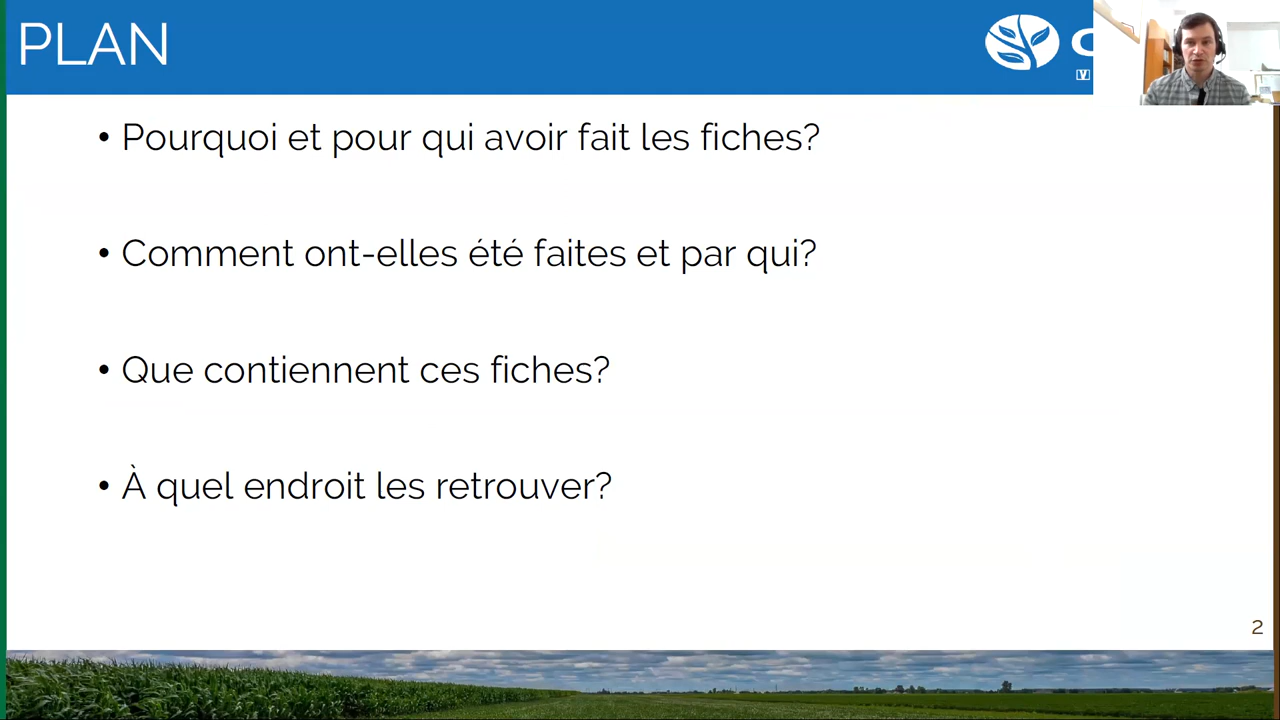 PLAN
• Pourquoi et pour qui avoir fait les fiches?
• Comment ont-elles été faites et par qui?
• Que contiennent ces fiches?
• À quel endroit les retrouver?
2